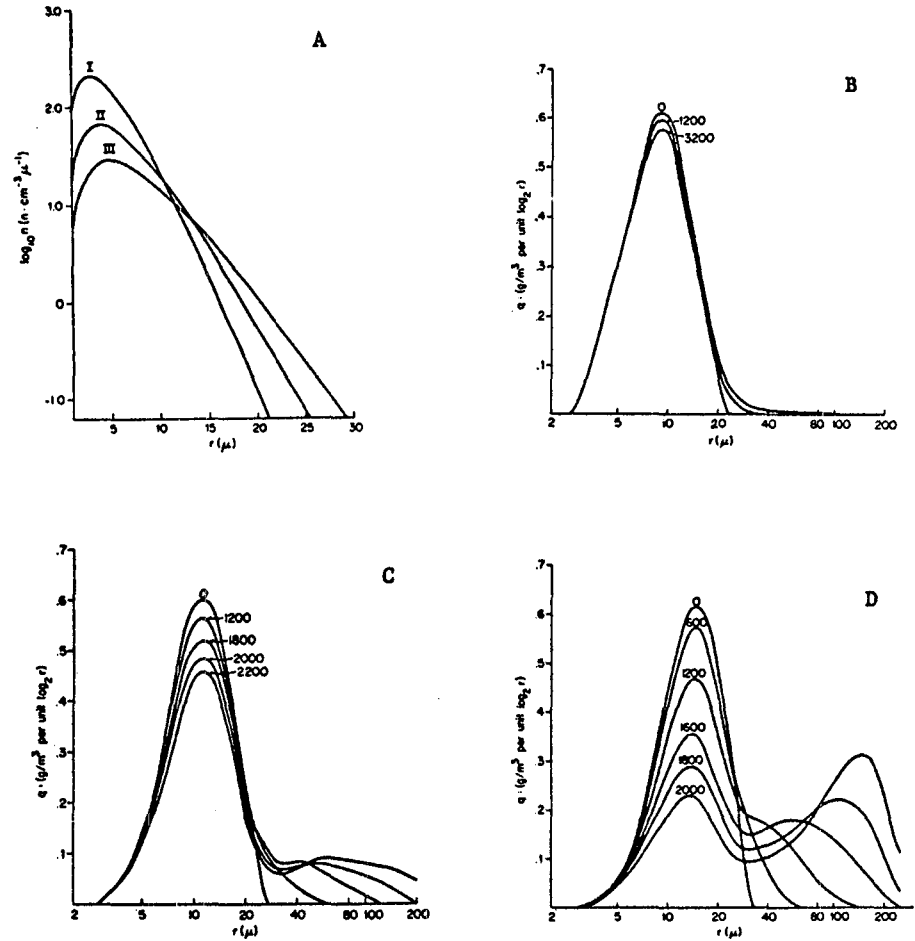 A
3.0
2.0
1.0
0
-1.0
log₁₀ n (n·cm⁻³ μ⁻¹)
I
II
III
5 10 15 20 25 30
r (μ)
B
.7
.6
.5
.4
.3
.2
.1
q · (g/m³ per unit log₂ r)
0
1200
3200
2 5 10 20 40 80 100 200
r (μ)
C
.7
.6
.5
.4
.3
.2
.1
q · (g/m³ per unit log₂ r)
0
1200
1800
2000
2200
2 5 10 20 40 80 100 200
r (μ)
D
.7
.6
.5
.4
.3
.2
.1
q · (g/m³ per unit log₂ r)
0
600
1200
1600
1800
2000
2 5 10 20 40 80 100 200
r (μ)